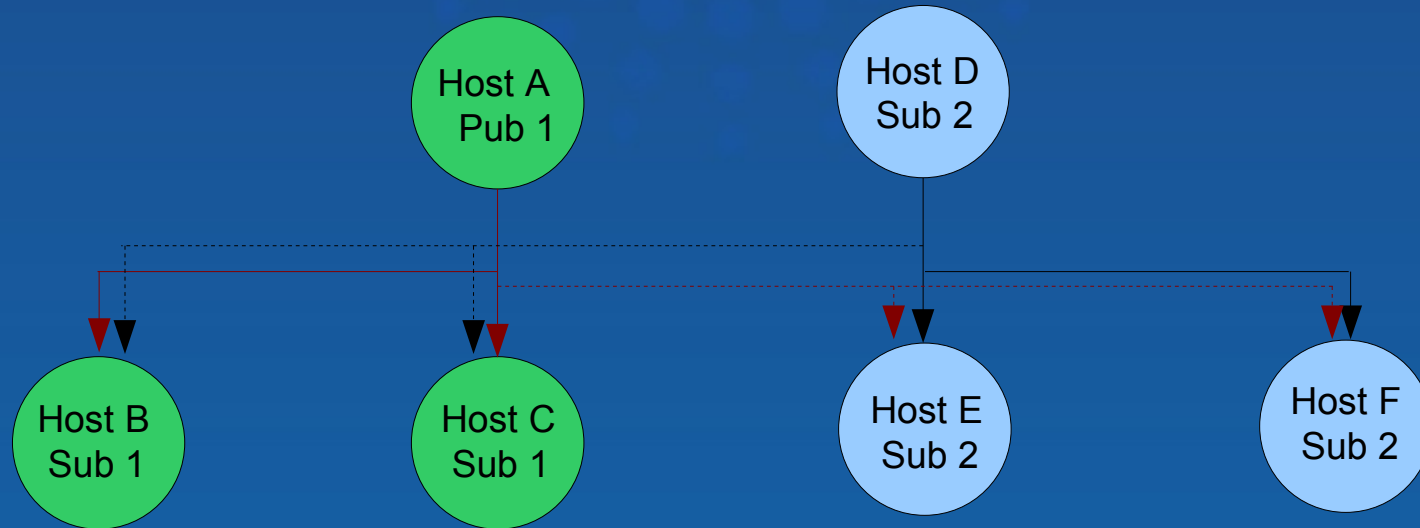 Host A
Pub 1
Host D
Sub 2
Host B
Sub 1
Host C
Sub 1
Host E
Sub 2
Host F
Sub 2